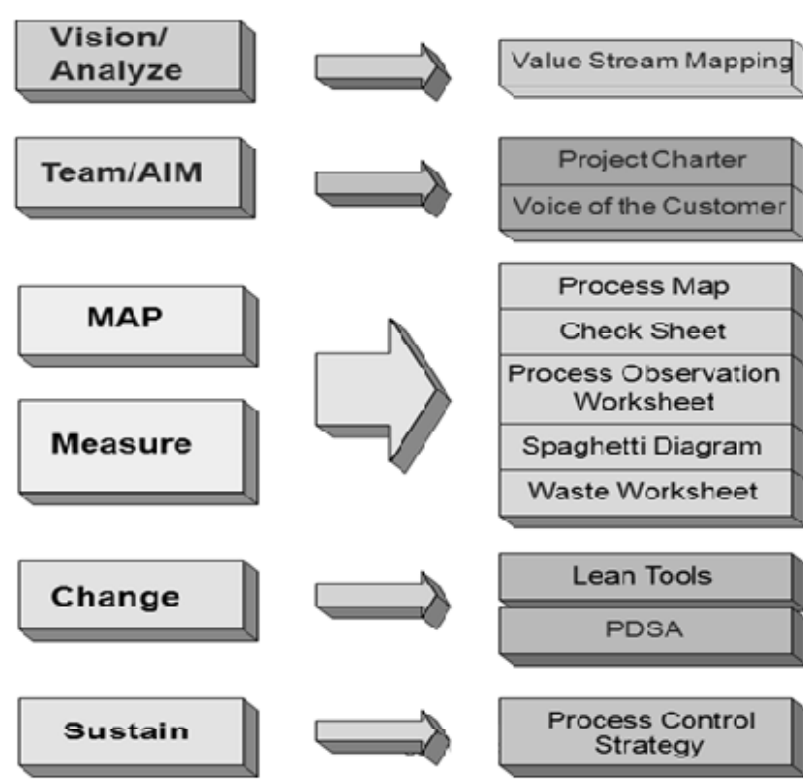 Vision/
Analyze
Value Stream Mapping
Team/AIM
Project Charter
Voice of the Customer
MAP
Measure
Process Map
Check Sheet
Process Observation
Worksheet
Spaghetti Diagram
Waste Worksheet
Change
Lean Tools
PDSA
Sustain
Process Control
Strategy